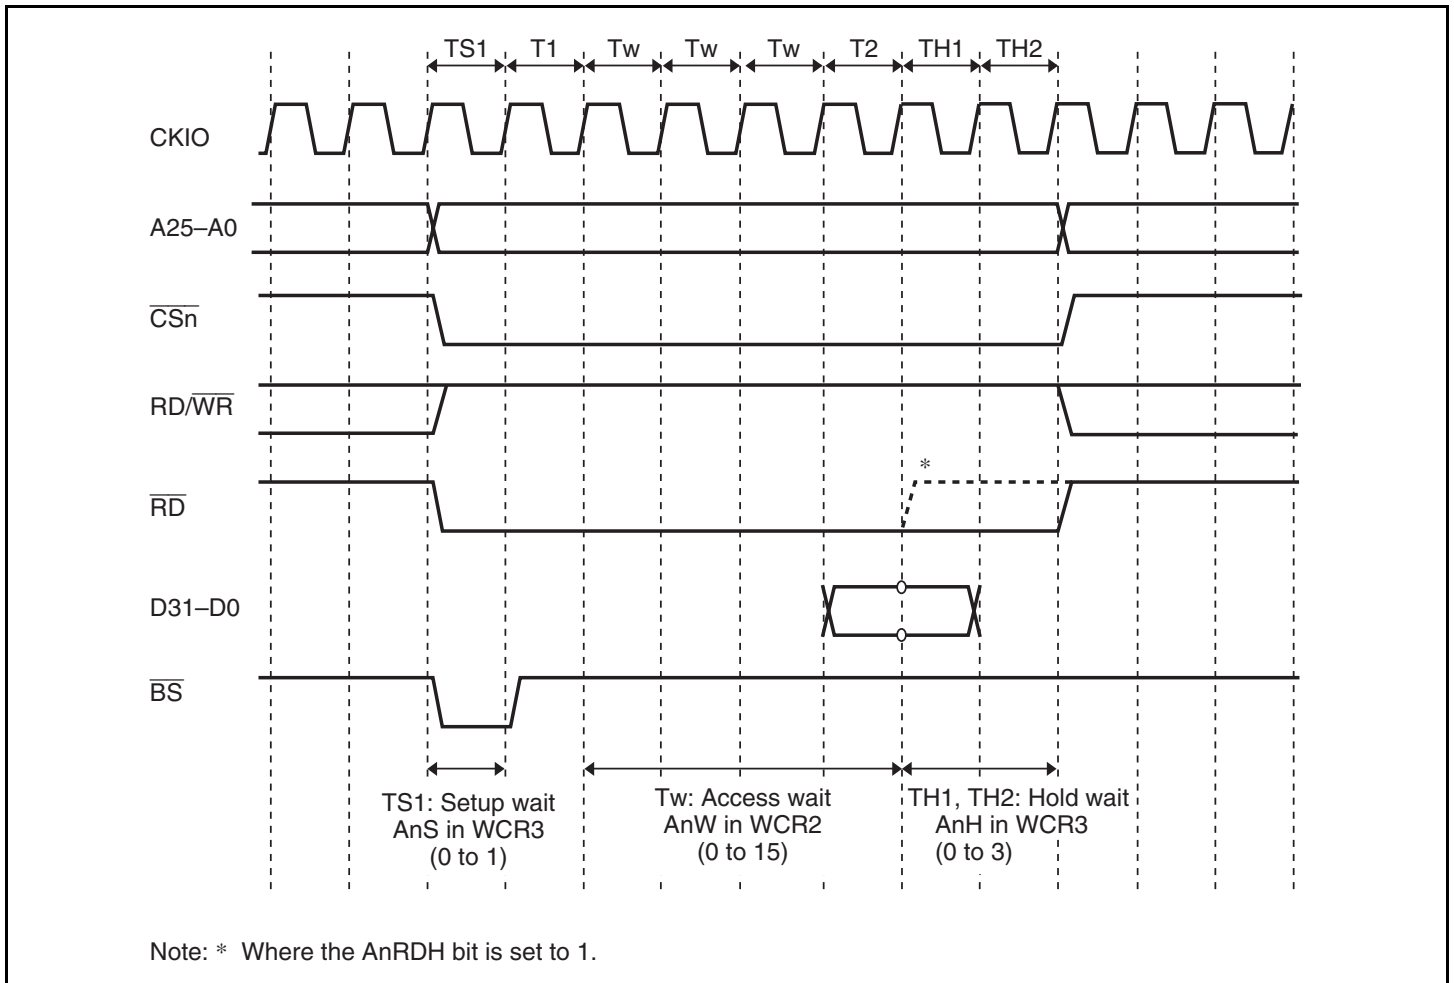 TS1 T1 Tw Tw Tw T2 TH1 TH2
CKIO
A25–A0
CSn
RD/WR
*
RD
D31–D0
BS
TS1: Setup wait
AnS in WCR3
(0 to 1)
Tw: Access wait
AnW in WCR2
(0 to 15)
TH1, TH2: Hold wait
AnH in WCR3
(0 to 3)
Note: * Where the AnRDH bit is set to 1.